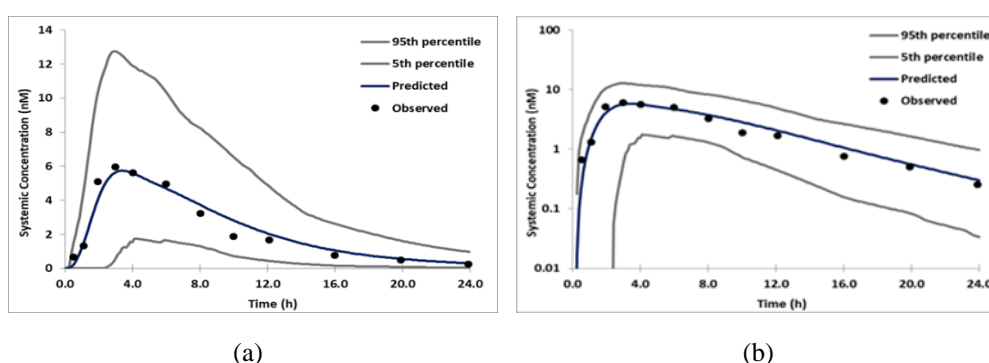 14
12
10
8
6
4
2
0
Systemic Concentration (nM)
0.0 4.0 8.0 12.0 16.0 20.0 24.0
Time (h)
95th percentile
5th percentile
Predicted
Observed
(a)
100
10
1
0.1
0.01
Systemic Concentration (nM)
0.0 4.0 8.0 12.0 16.0 20.0 24.0
Time (h)
95th percentile
5th percentile
Predicted
Observed
(b)